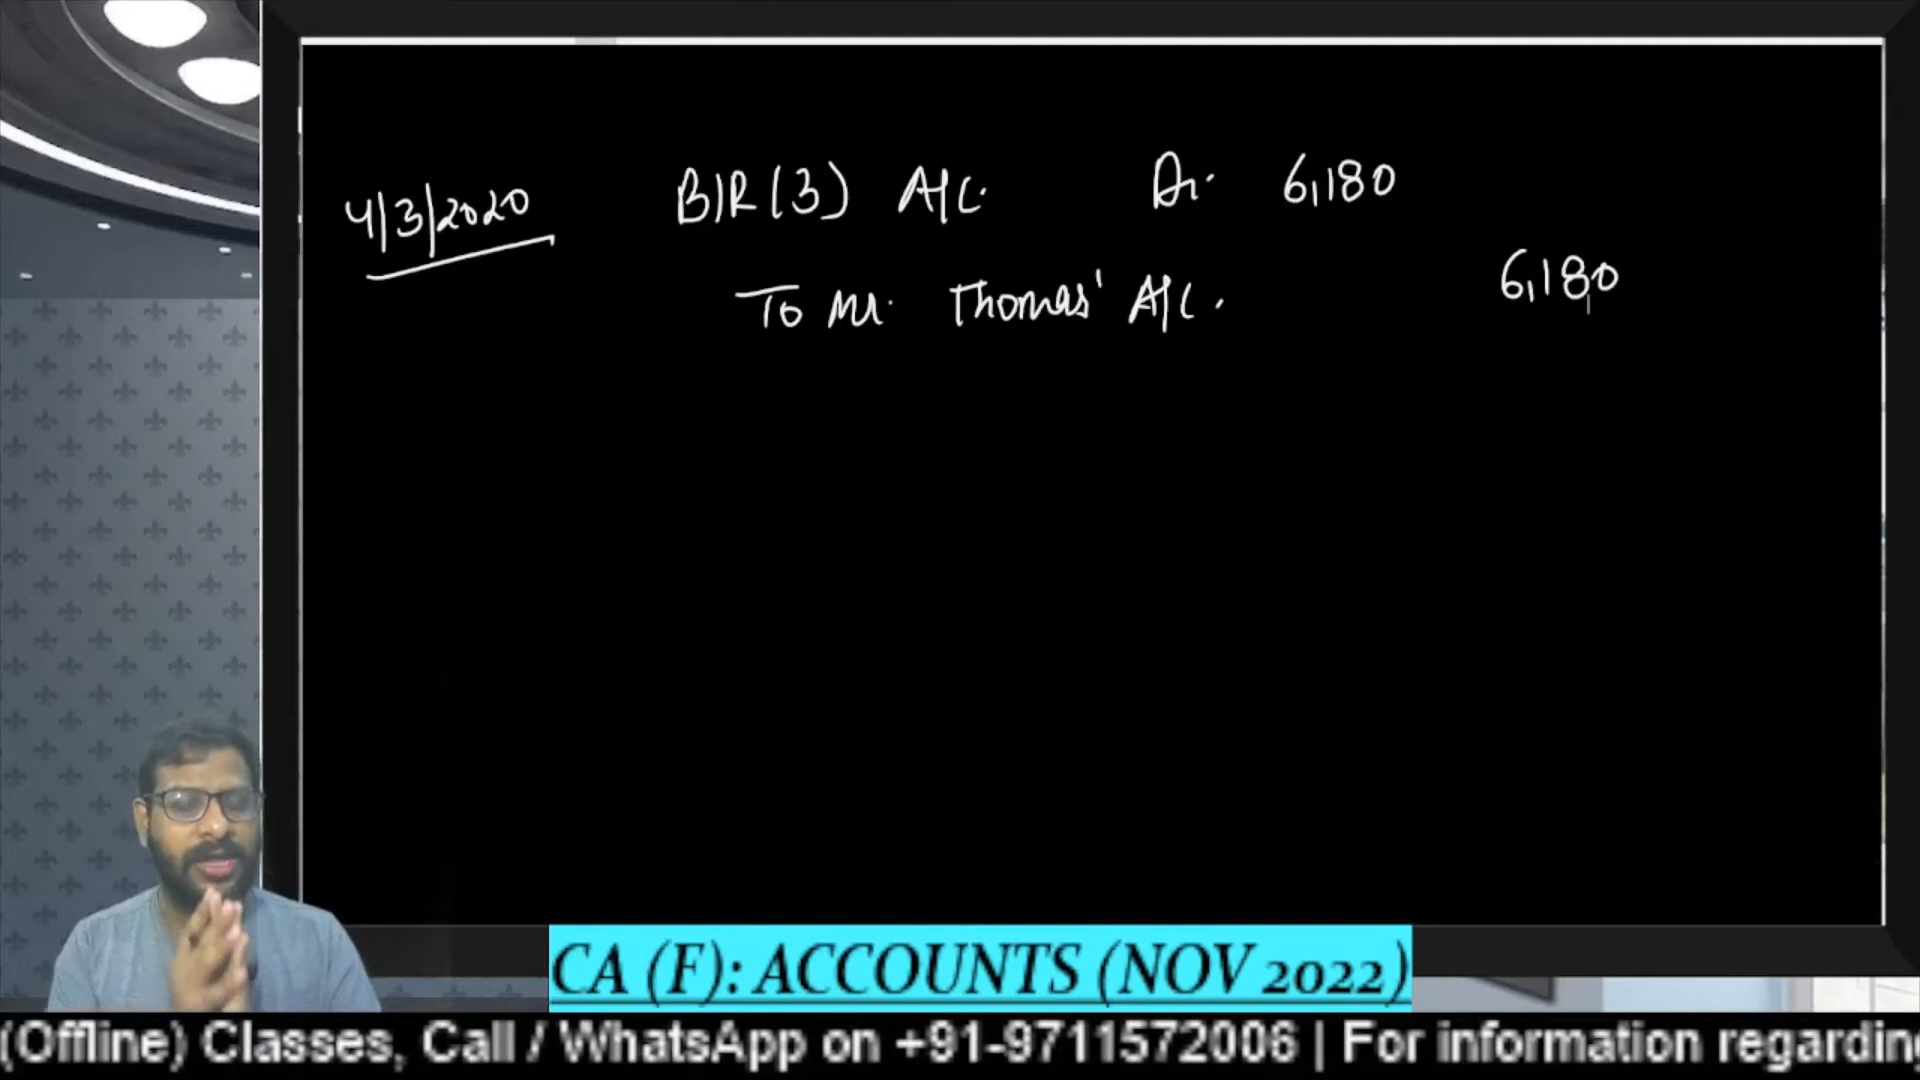 4/3/2020 B/R (3) A/C. Dr. 6,180
To Mr. Thomas' A/C. 6,180
CA (F): ACCOUNTS (NOV 2022)
(Offline) Classes, Call / WhatsApp on +91-9711572006 | For information regarding